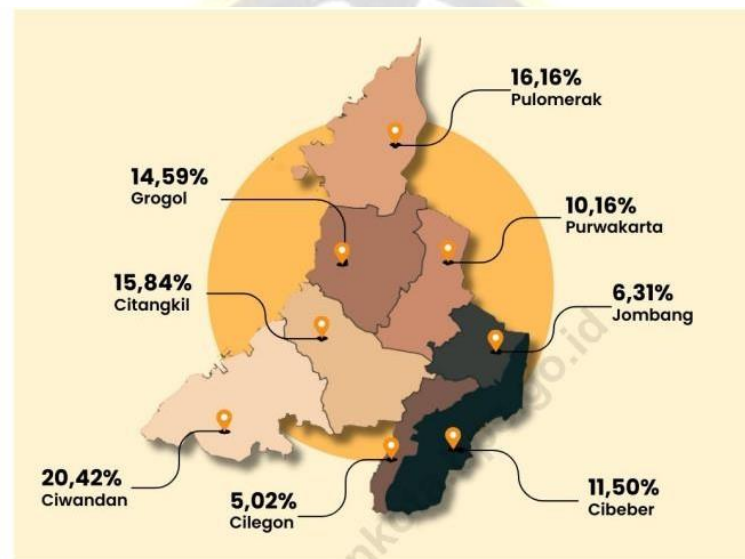 16,16%
Pulomerak
14,59%
Grogol
10,16%
Purwakarta
15,84%
Citangkil
6,31%
Jombang
20,42%
Ciwandan
5,02%
Cilegon
11,50%
Cibeber